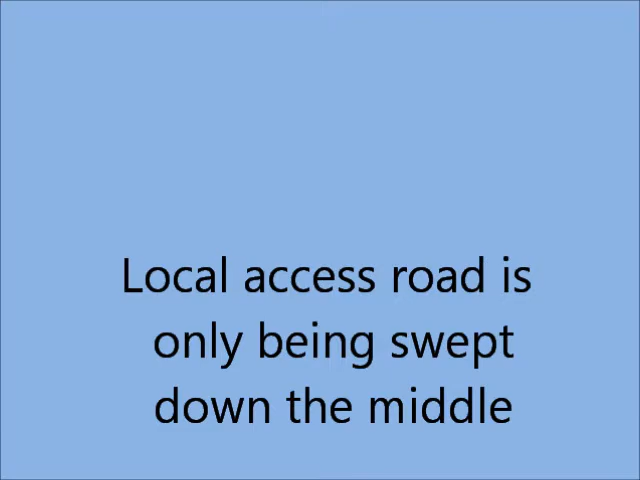 Local access road is
only being swept
down the middle